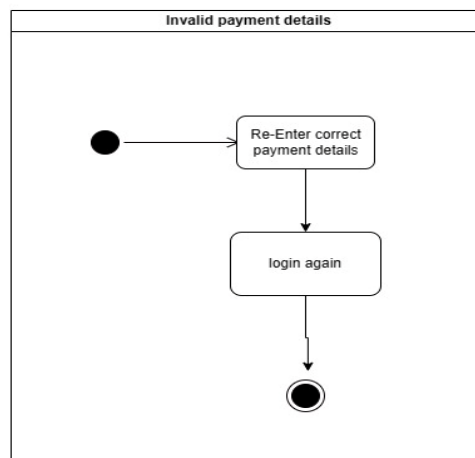 Invalid payment details
Re-Enter correct
payment details
login again